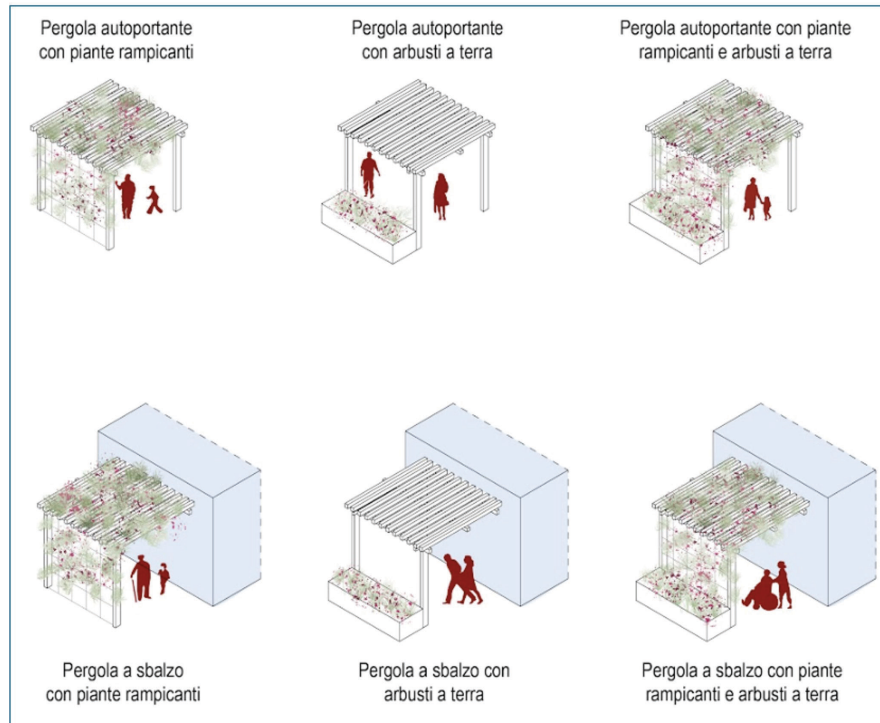 Pergola autoportante
con piante rampicanti
Pergola autoportante
con arbusti a terra
Pergola autoportante con piante
rampicanti e arbusti a terra
Pergola a sbalzo
con piante rampicanti
Pergola a sbalzo con
arbusti a terra
Pergola a sbalzo con piante
rampicanti e arbusti a terra